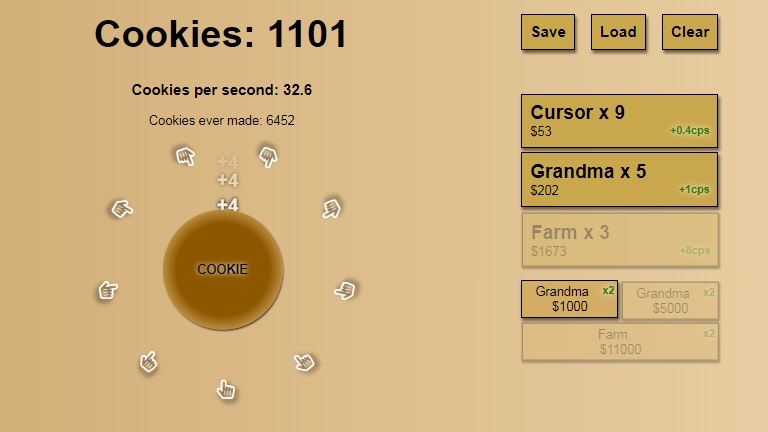 Cookies: 1101
Save
Load
Clear
Cookies per second: 32.6
Cookies ever made: 6452
+4
+4
+4
COOKIE
Cursor x 9
$53
+0.4cps
Grandma x 5
$202
+1cps
Farm x 3
$1673
+8cps
Grandma
x2
$1000
Grandma
x2
$5000
Farm
x2
$11000